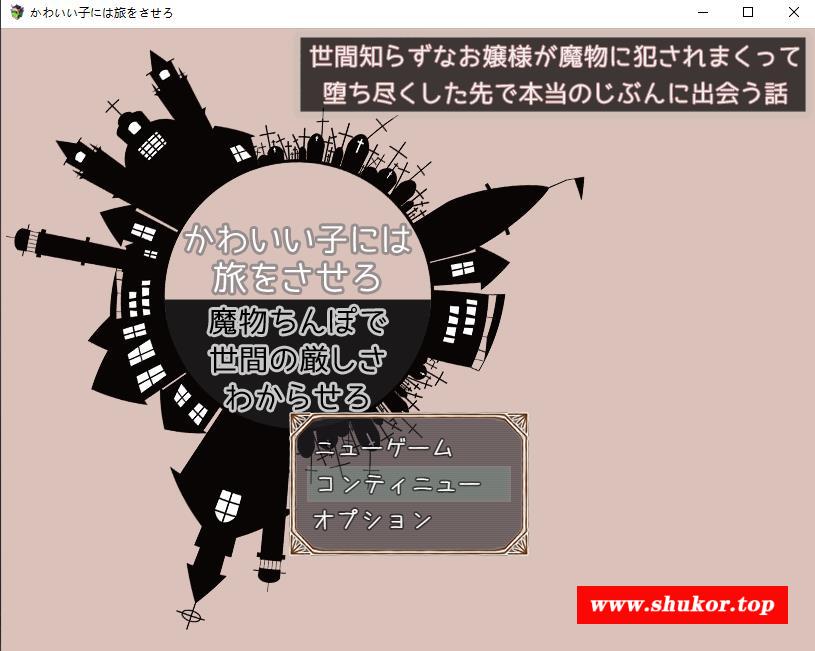 かわいい子には旅をさせろ
世間知らずなお嬢様が魔物に犯されまくって
堕ち尽くした先で本当のじぶんに出会う話
かわいい子には
旅をさせろ
魔物ちんぽで
世間の厳しさ
わからせろ
ニューゲーム
コンティニュー
オプション
www.shukor.top